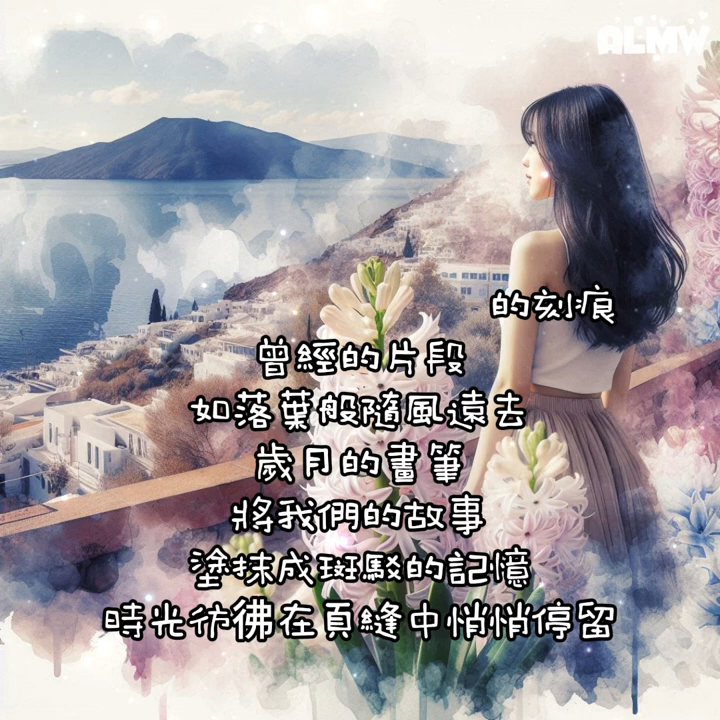 ALMW
的刻痕
曾經的片段
如落葉般隨風遠去
歲月的畫筆
將我們的故事
塗抹成斑駁的記憶
時光彷彿在頁縫中悄悄停留